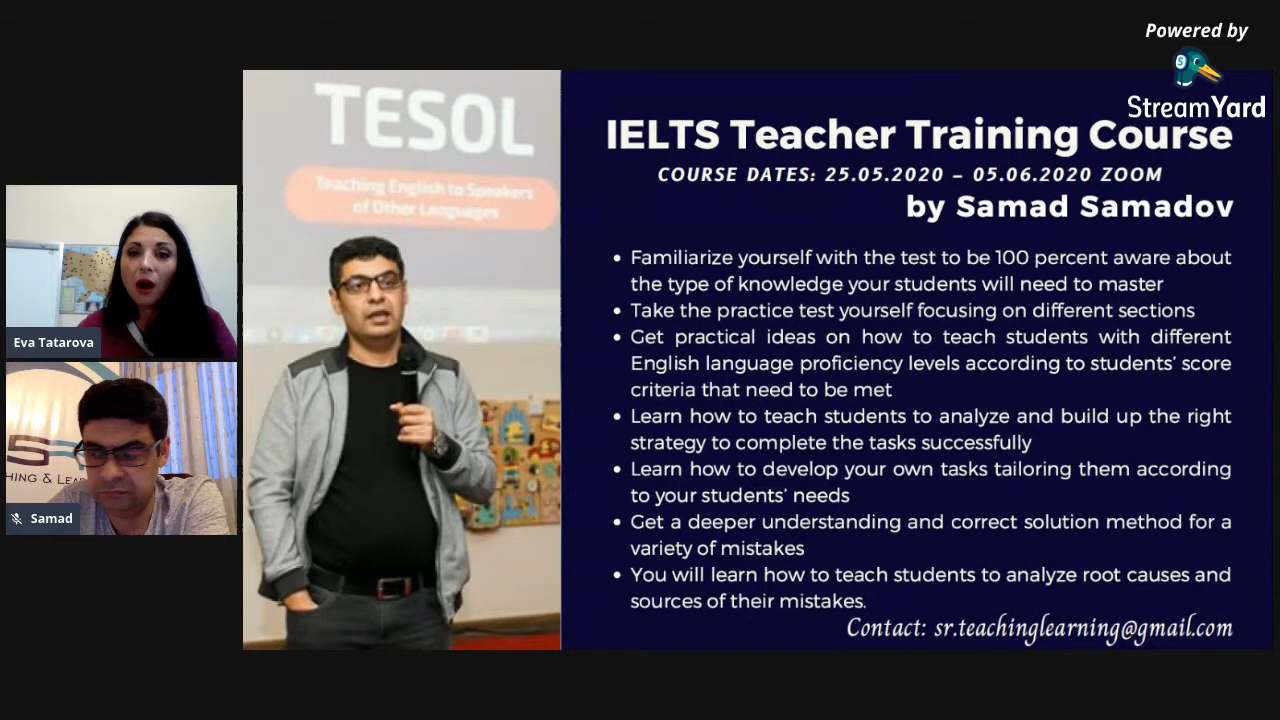 Powered by
StreamYard
TESOL
Teaching English to Speakers
of Other Languages
IELTS Teacher Training Course
COURSE DATES: 25.05.2020 – 05.06.2020 ZOOM
by Samad Samadov
• Familiarize yourself with the test to be 100 percent aware about
the type of knowledge your students will need to master
• Take the practice test yourself focusing on different sections
• Get practical ideas on how to teach students with different
English language proficiency levels according to students’ score
criteria that need to be met
• Learn how to teach students to analyze and build up the right
strategy to complete the tasks successfully
• Learn how to develop your own tasks tailoring them according
to your students’ needs
• Get a deeper understanding and correct solution method for a
variety of mistakes
• You will learn how to teach students to analyze root causes and
sources of their mistakes.
Contact: sr.teachinglearning@gmail.com
Eva Tatarova
Samad